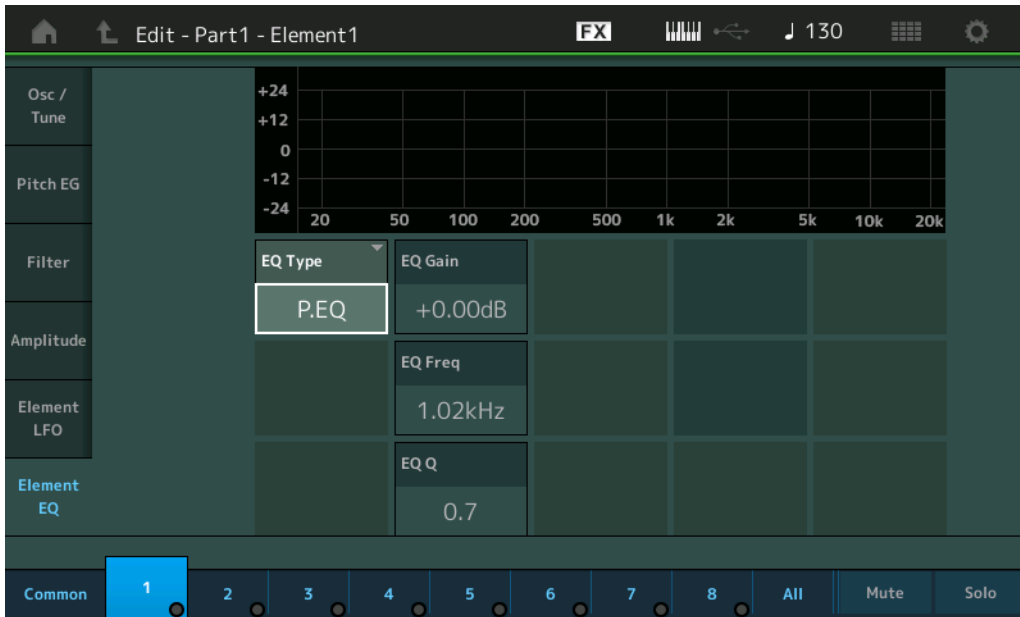 Edit - Part1 - Element1
FX
♩ 130
Osc /
Tune
Pitch EG
Filter
Amplitude
Element
LFO
Element
EQ
+24
+12
0
-12
-24
20 50 100 200 500 1k 2k 5k 10k 20k
EQ Type
P.EQ
EQ Gain
+0.00dB
EQ Freq
1.02kHz
EQ Q
0.7
Common 1 2 3 4 5 6 7 8 All Mute Solo